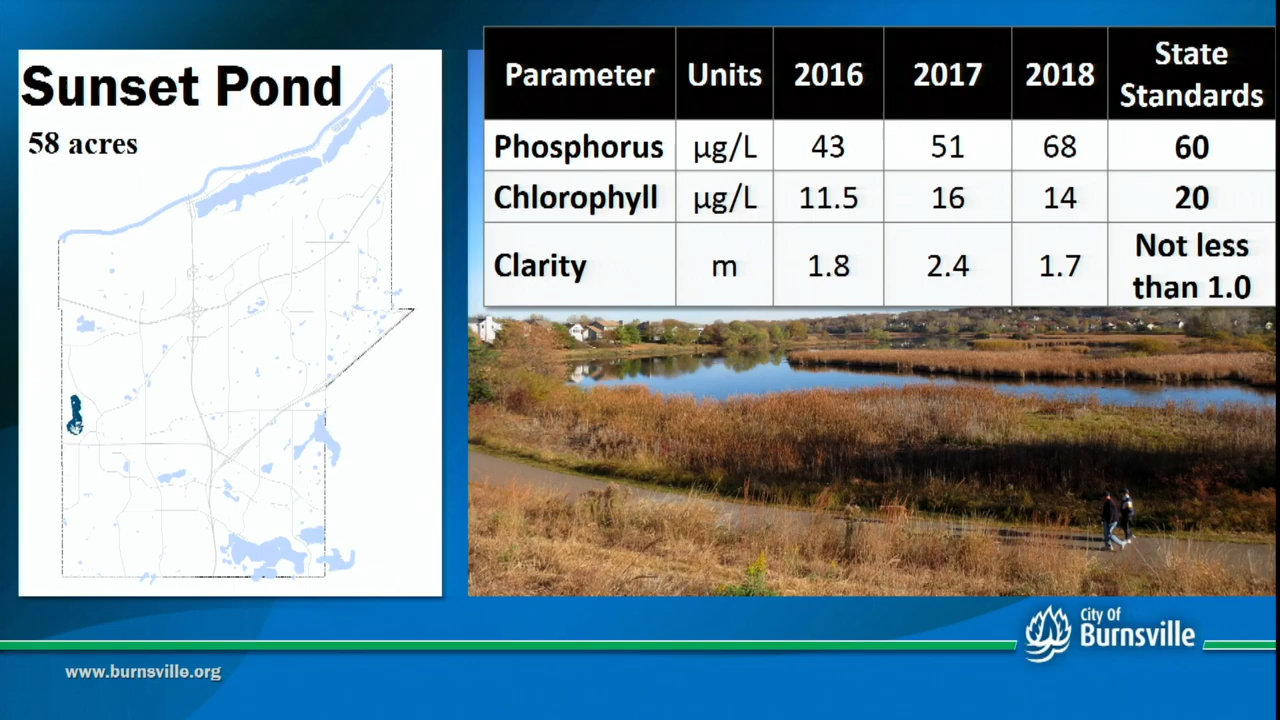 Sunset Pond
58 acres
Parameter Units 2016 2017 2018 State Standards
Phosphorus µg/L 43 51 68 60
Chlorophyll µg/L 11.5 16 14 20
Clarity m 1.8 2.4 1.7 Not less than 1.0
City Of
Burnsville
www.burnsville.org